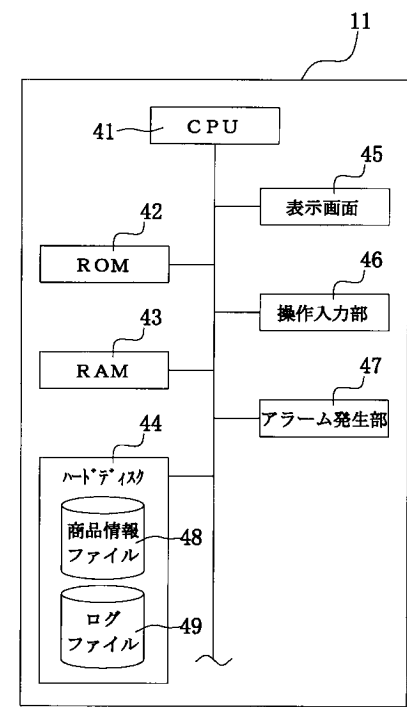 11
41
CPU
45
表示画面
42
ROM
46
操作入力部
43
RAM
47
アラーム発生部
44
ハードディスク
商品情報
ファイル
48
ログ
ファイル
49